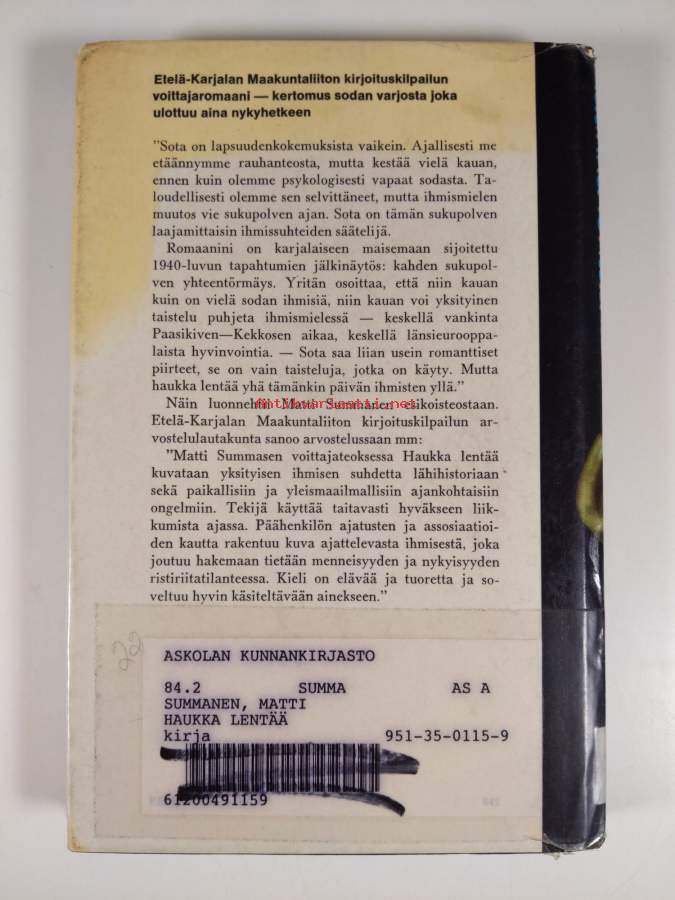 Etelä-Karjalan Maakuntaliiton kirjoituskilpailun
voittajaromaani — kertomus sodan varjosta joka
ulottuu aina nykyhetkeen
"Sota on lapsuudenkokemuksista vaikein. Ajallisesti me
etäännymme rauhanteosta, mutta kestää vielä kauan,
ennen kuin olemme psykologisesti vapaat sodasta. Ta-
loudellisesti olemme sen selvittäneet, mutta ihmismielen
muutos vie sukupolven ajan. Sota on tämän sukupolven
laajamittaisin ihmissuhteiden säätelijä.
Romaanini on karjalaiseen maisemaan sijoitettu
1940-luvun tapahtumien jälkinäytös: kahden sukupol-
ven yhteentörmäys. Yritän osoittaa, että niin kauan
kuin on vielä sodan ihmisiä, niin kauan voi yksityinen
taistelu puhjeta ihmismielessä — keskellä vankinta
Paasikiven—Kekkosen aikaa, keskellä länsieurooppa-
laista hyvinvointia. — Sota saa liian usein romanttiset
piirteet, se on vain taisteluja, jotka on käyty. Mutta
haukka lentää yhä tämänkin päivän ihmisten yllä."
Näin luonnehtii Matti Summanen esikoisteostaan.
antikvariaatti.net
Etelä-Karjalan Maakuntaliiton kirjoituskilpailun ar-
vostelulautakunta sanoo arvostelussaan mm:
"Matti Summasen voittajateoksessa Haukka lentää
kuvataan yksityisen ihmisen suhdetta lähihistoriaan
sekä paikallisiin ja yleismaailmallisiin ajankohtaisiin
ongelmiin. Tekijä käyttää taitavasti hyväkseen liik-
kumista ajassa. Päähenkilön ajatusten ja assosiaatioi-
den kautta rakentuu kuva ajattelevasta ihmisestä, joka
joutuu hakemaan tietään menneisyyden ja nykyisyyden
ristiriitatilanteessa. Kieli on elävää ja tuoretta ja so-
veltuu hyvin käsiteltävään ainekseen."
22
ASKOLAN KUNNANKIRJASTO
84.2 SUMMA AS A
SUMMANEN, MATTI
HAUKKA LENTÄÄ
kirja 951-35-0115-9
61200491159